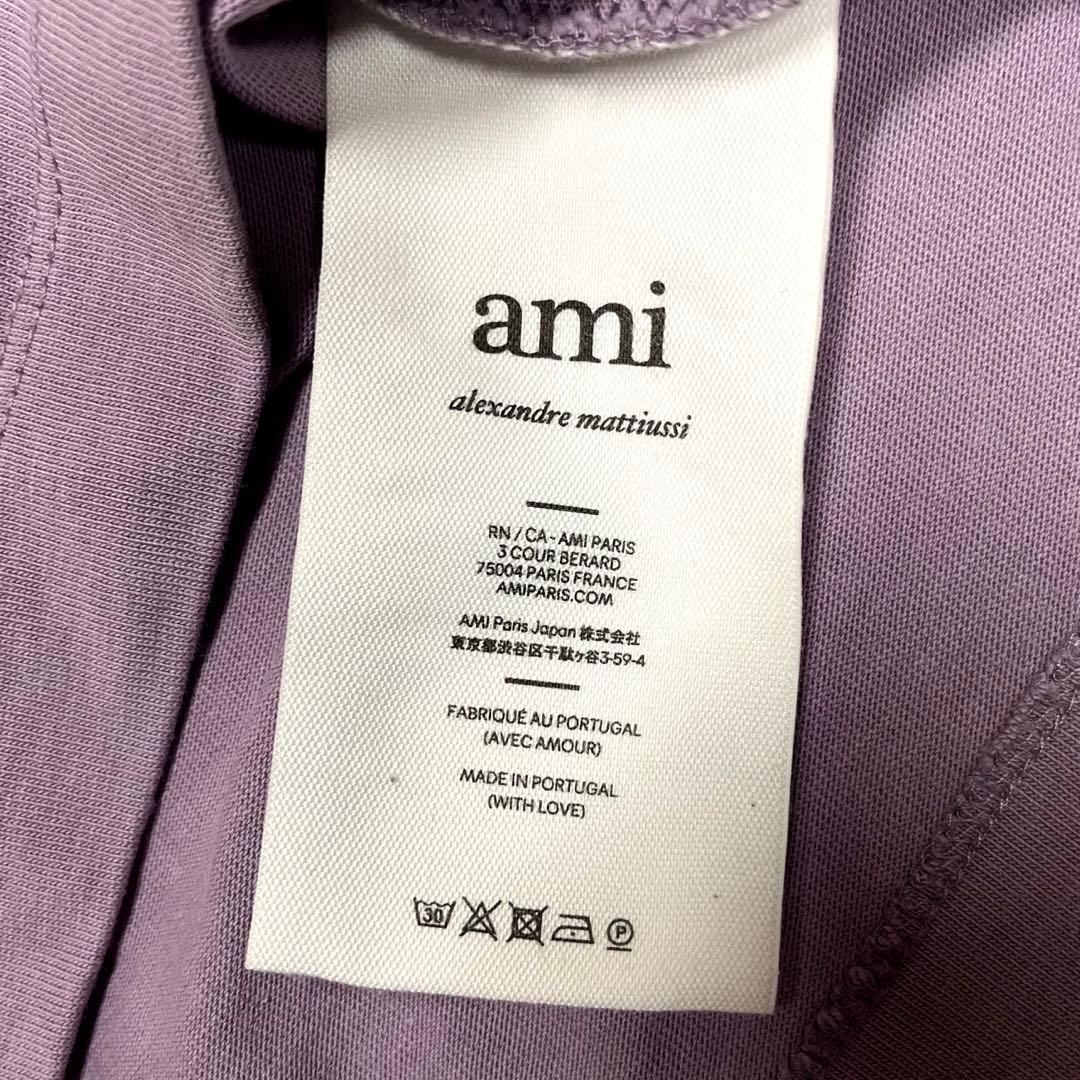 ami
alexandre mattiussi
RN / CA - AMI PARIS
3 COUR BERARD
75004 PARIS FRANCE
AMIPARIS.COM
AMI Paris Japan 株式会社
東京都渋谷区千駄ヶ谷3-59-4
FABRIQUÉ AU PORTUGAL
(AVEC AMOUR)
MADE IN PORTUGAL
(WITH LOVE)
30 P